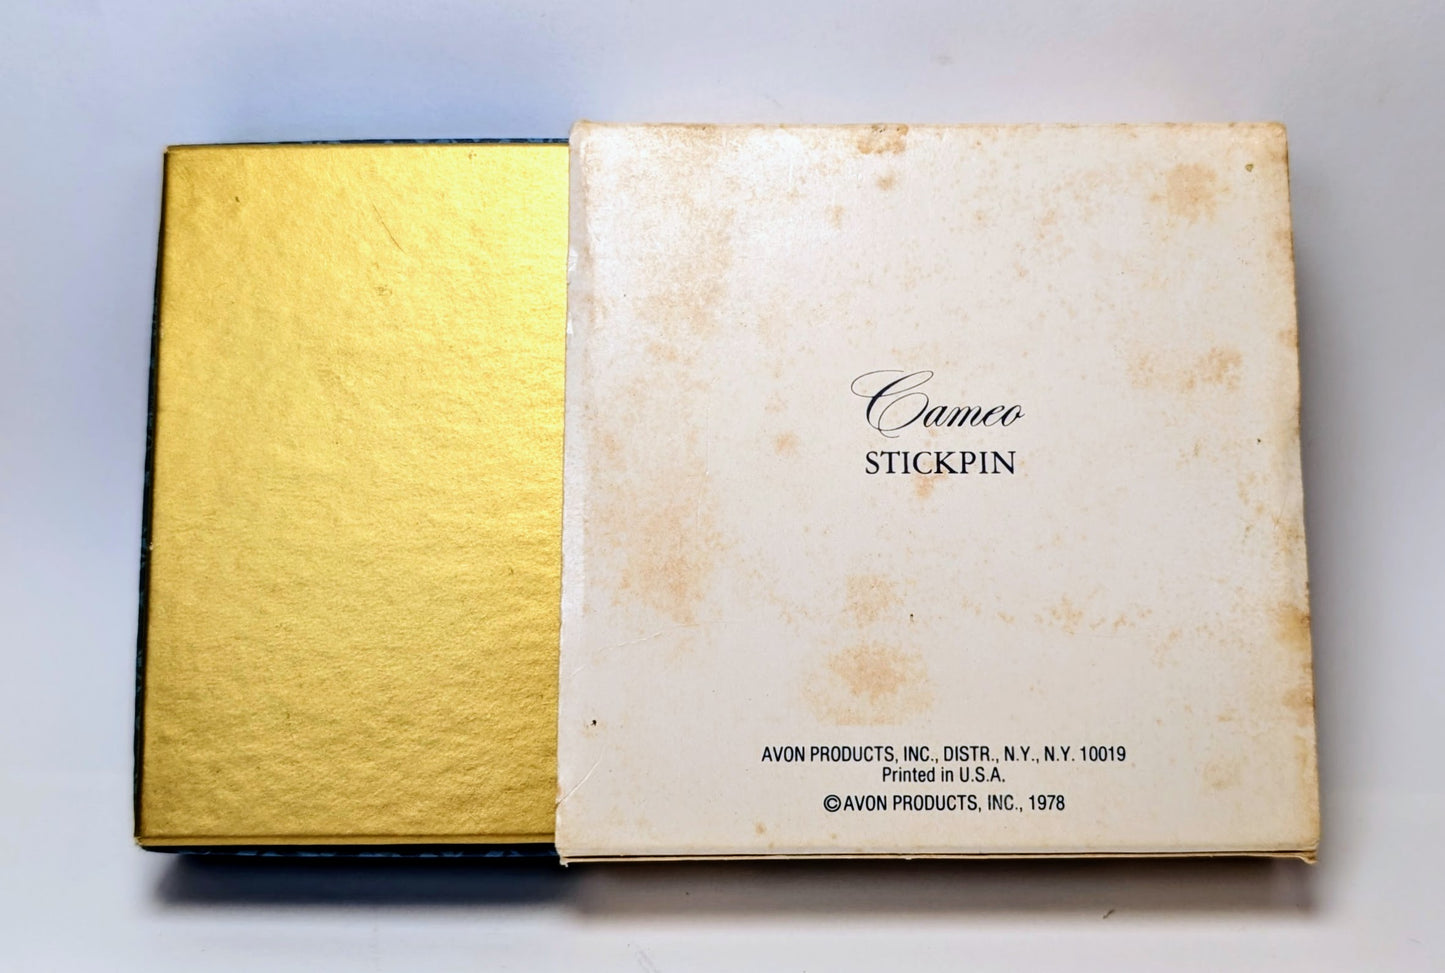 Cameo
STICKPIN
AVON PRODUCTS, INC., DISTR., N.Y., N.Y. 10019
Printed in U.S.A.
©AVON PRODUCTS, INC., 1978